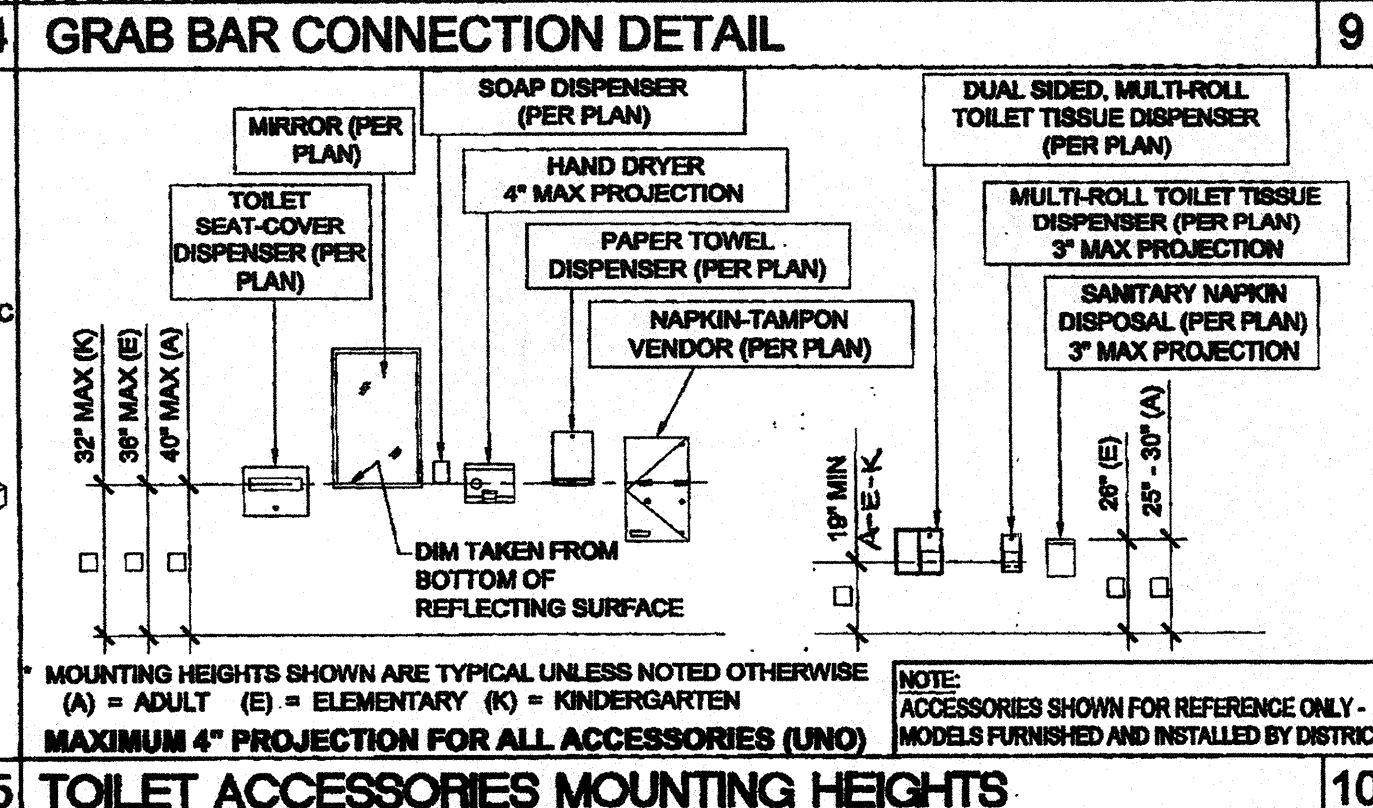 4
GRAB BAR CONNECTION DETAIL
9
SOAP DISPENSER
(PER PLAN)
MIRROR (PER
PLAN)
HAND DRYER
4" MAX PROJECTION
TOILET
SEAT-COVER
DISPENSER (PER
PLAN)
PAPER TOWEL
DISPENSER (PER PLAN)
NAPKIN-TAMPON
VENDOR (PER PLAN)
DUAL SIDED, MULTI-ROLL
TOILET TISSUE DISPENSER
(PER PLAN)
MULTI-ROLL TOILET TISSUE
DISPENSER (PER PLAN)
3" MAX PROJECTION
SANITARY NAPKIN
DISPOSAL (PER PLAN)
3" MAX PROJECTION
C
32" MAX (K)
36" MAX (E)
40" MAX (A)
19" MIN
A-E-K
26" (E)
25" - 30" (A)
DIM TAKEN FROM
BOTTOM OF
REFLECTING SURFACE
* MOUNTING HEIGHTS SHOWN ARE TYPICAL UNLESS NOTED OTHERWISE
(A) = ADULT (E) = ELEMENTARY (K) = KINDERGARTEN
MAXIMUM 4" PROJECTION FOR ALL ACCESSORIES (UNO)
NOTE:
ACCESSORIES SHOWN FOR REFERENCE ONLY -
MODELS FURNISHED AND INSTALLED BY DISTRIC
5
TOILET ACCESSORIES MOUNTING HEIGHTS
10